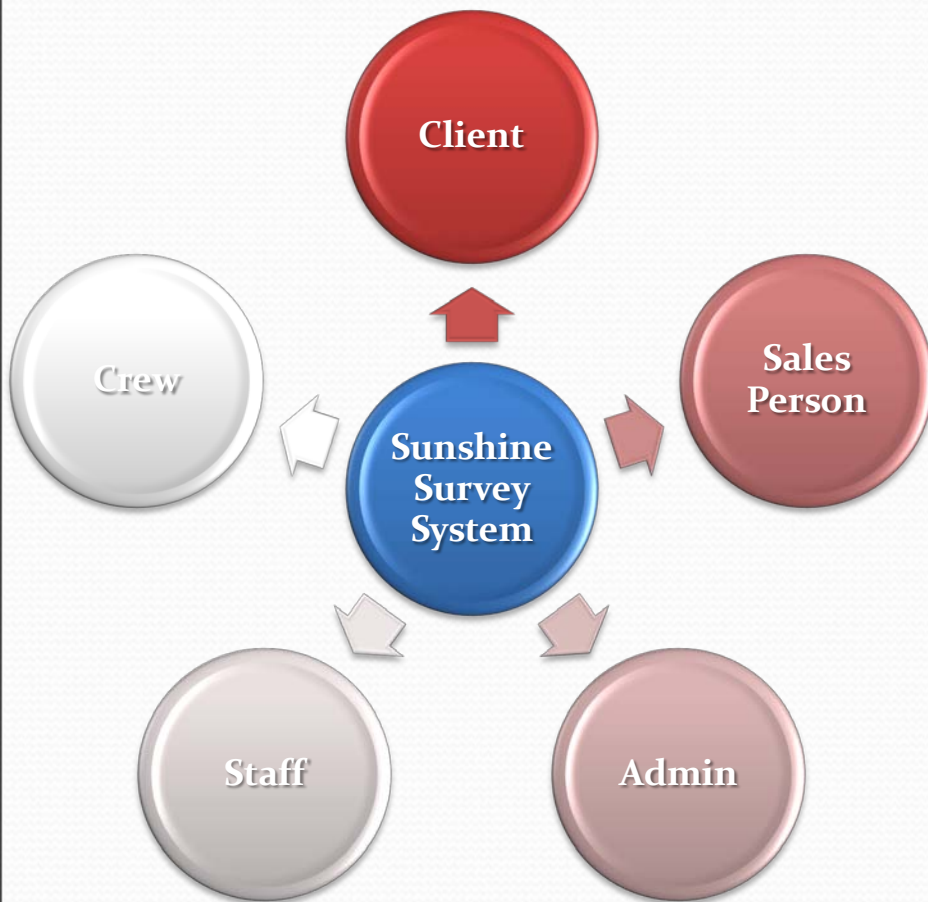 Client
Crew
Sales
Person
Sunshine
Survey
System
Staff
Admin